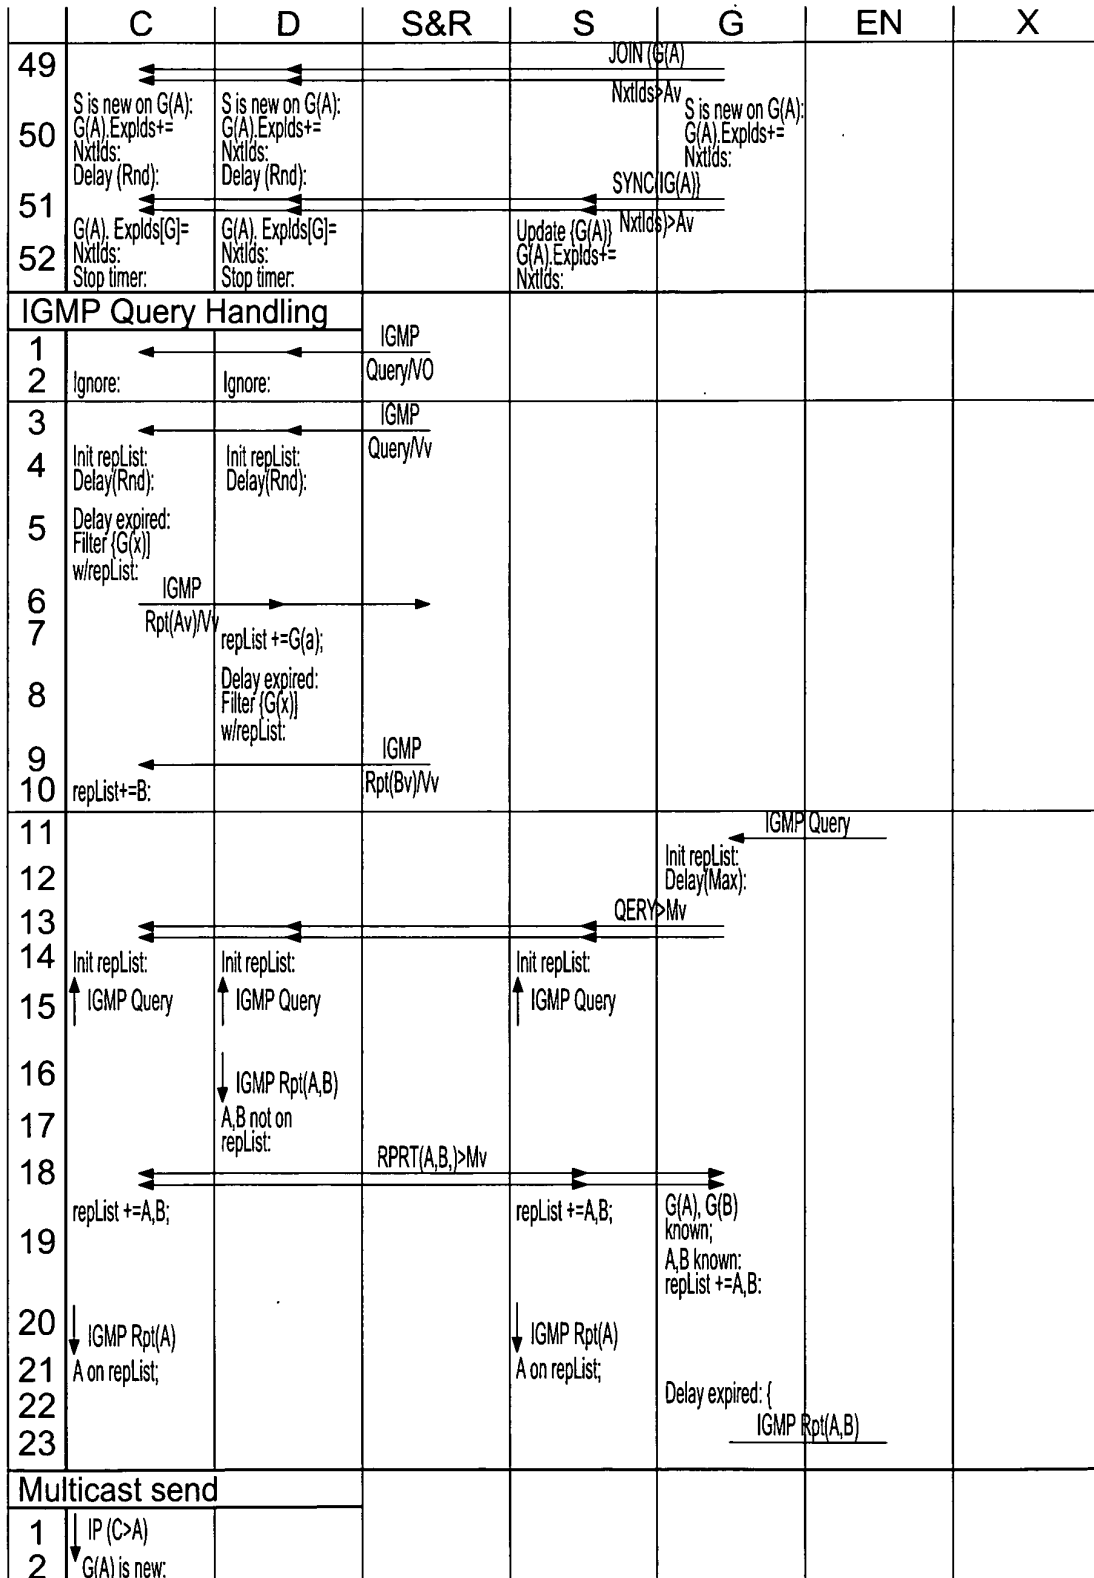 C D S&R S G EN X
49 JOIN (G(A)
NxtIds>Av
50 S is new on G(A): S is new on G(A): S is new on G(A):
G(A).ExpIds+= G(A).ExpIds+= G(A).ExpIds+=
NxtIds: NxtIds: NxtIds:
Delay (Rnd): Delay (Rnd):
51 SYNC{G(A)}
NxtIds)>Av
52 G(A). ExpIds[G]= G(A). ExpIds[G]= Update {G(A)}
NxtIds: NxtIds: G(A).ExpIds+=
Stop timer: Stop timer: NxtIds:
IGMP Query Handling
1 IGMP
Query/V0
2 Ignore: Ignore:
3 IGMP
Query/Vv
4 Init repList: Init repList:
Delay(Rnd): Delay(Rnd):
5 Delay expired:
Filter {G(x)]
w/repList:
6 IGMP
Rpt(Av)/Vv
7 repList +=G(a);
8 Delay expired:
Filter {G(x)]
w/repList:
9 IGMP
Rpt(Bv)/Vv
10 repList+=B:
11 IGMP Query
12 Init repList:
Delay(Max):
13 QERY>Mv
14 Init repList: Init repList: Init repList:
15 IGMP Query IGMP Query IGMP Query
16 IGMP Rpt(A,B)
17 A,B not on
repList:
18 RPRT(A,B,)>Mv
19 repList +=A,B; repList +=A,B; G(A), G(B)
known;
A,B known:
repList +=A,B:
20 IGMP Rpt(A) IGMP Rpt(A)
21 A on repList; A on repList;
22 Delay expired: {
23 IGMP Rpt(A,B)
Multicast send
1 IP (C>A)
2 G(A) is new: